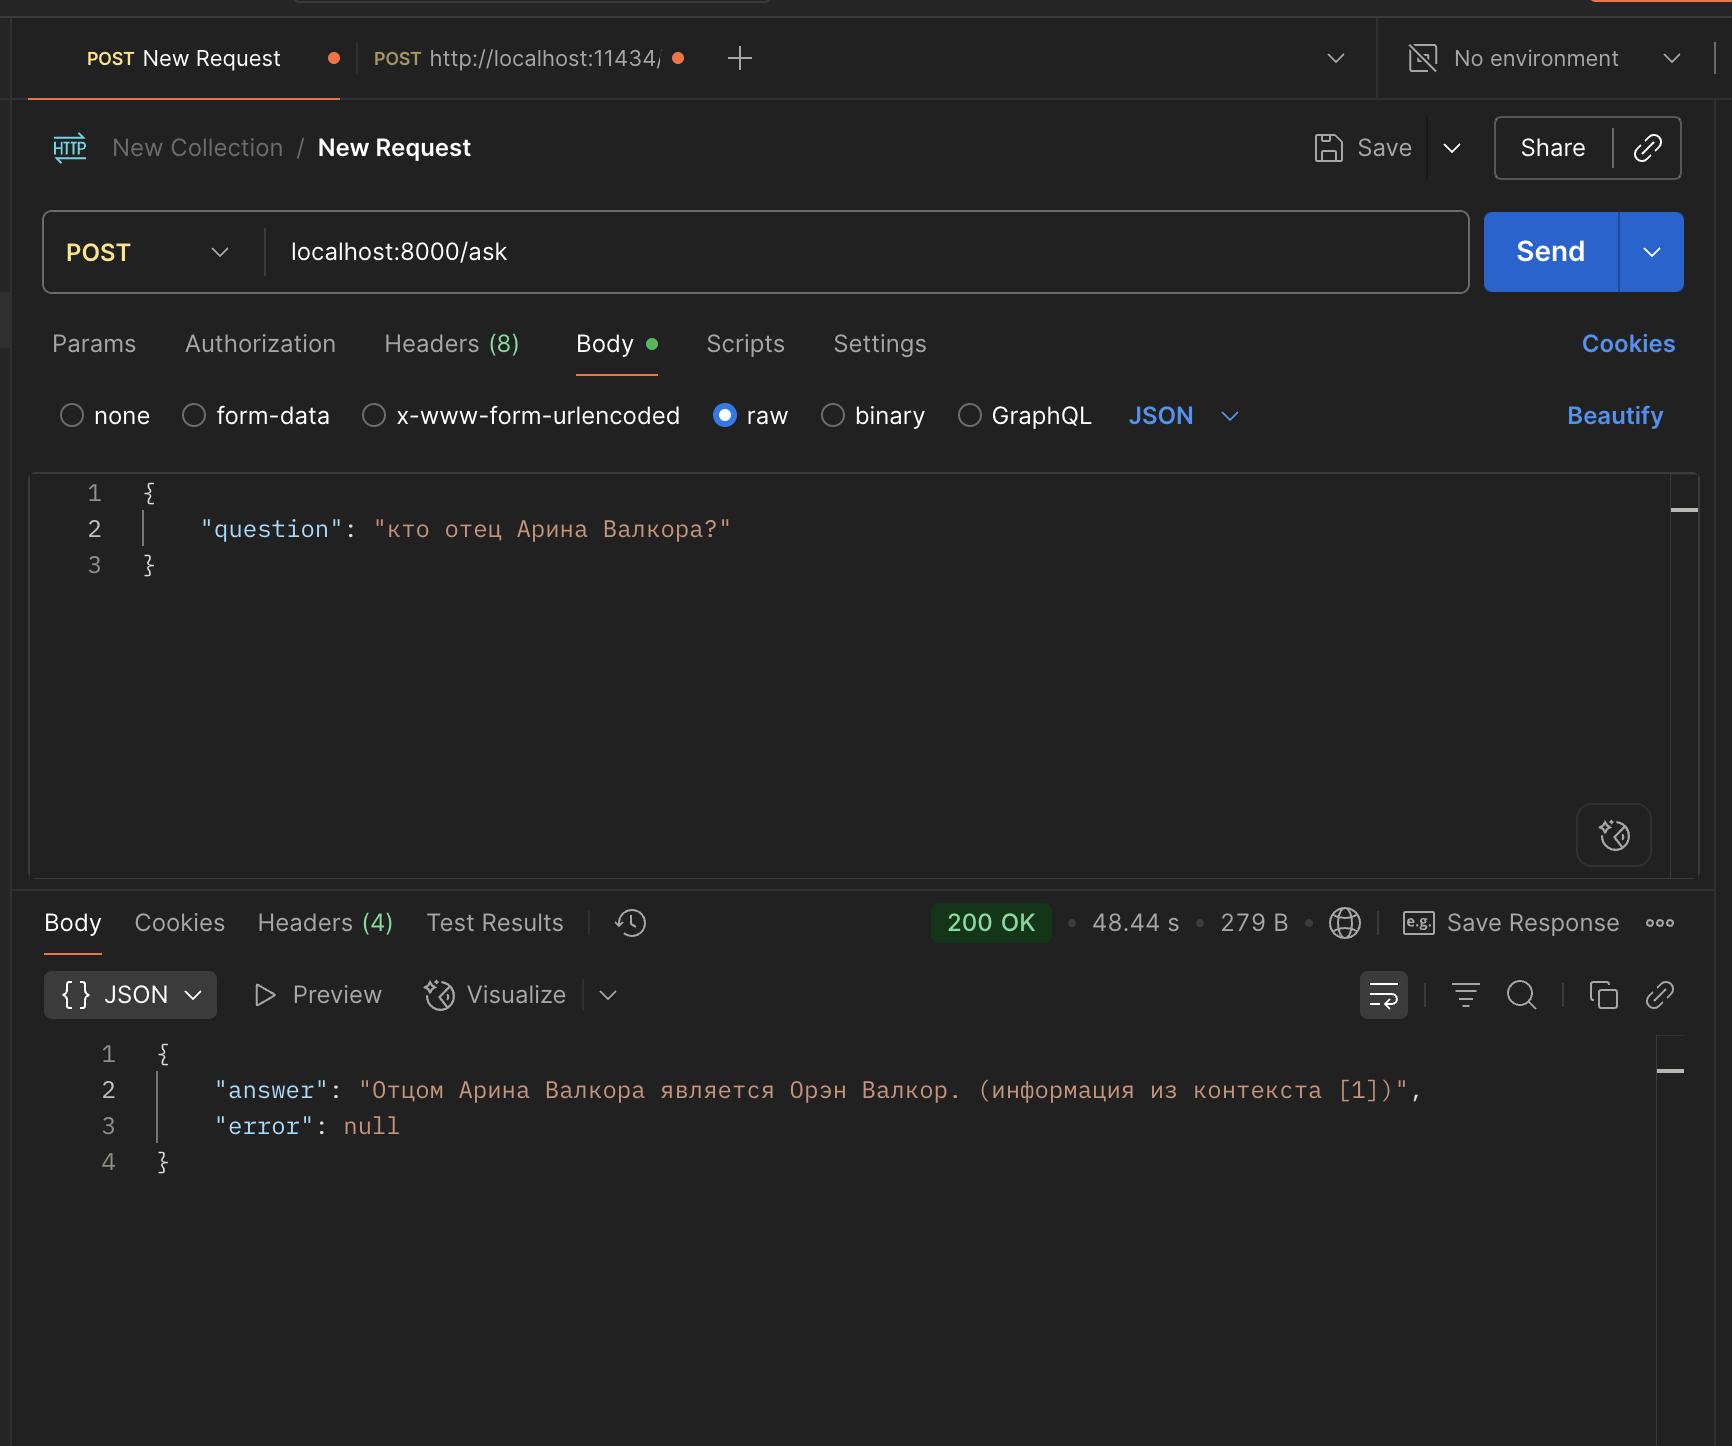 POST New Request
POST http://localhost:11434/
No environment
HTTP New Collection / New Request
Save
Share
POST localhost:8000/ask
Send
Params Authorization Headers (8) Body Scripts Settings Cookies
none form-data x-www-form-urlencoded raw binary GraphQL JSON Beautify
1 {
2 "question": "кто отец Арина Валкора?"
3 }
Body Cookies Headers (4) Test Results 200 OK • 48.44 s • 279 B • e.g. Save Response
{} JSON Preview Visualize
1 {
2 "answer": "Отцом Арина Валкора является Орэн Валкор. (информация из контекста [1])",
3 "error": null
4 }